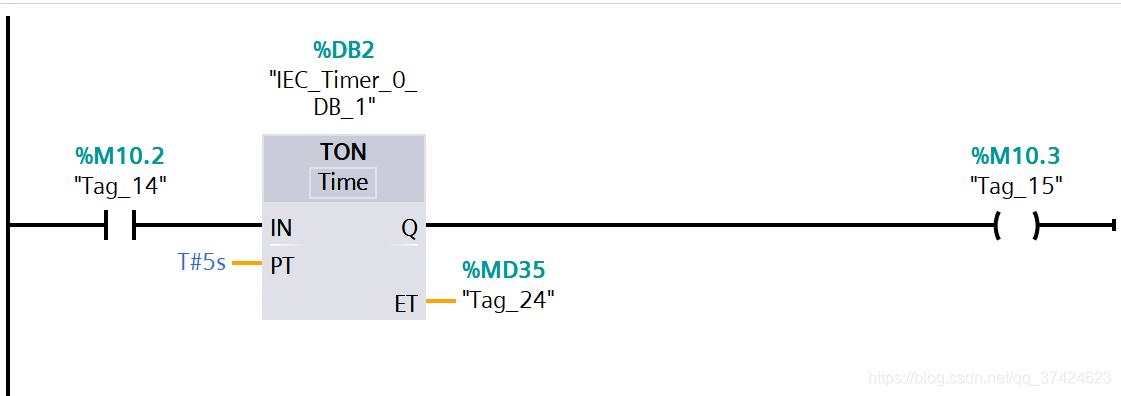 %DB2
"IEC_Timer_0_
DB_1"
%M10.2
"Tag_14"
TON
Time
%M10.3
"Tag_15"
IN
Q
T#5s
PT
%MD35
ET
"Tag_24"
https://blog.csdn.net/qq_37424623